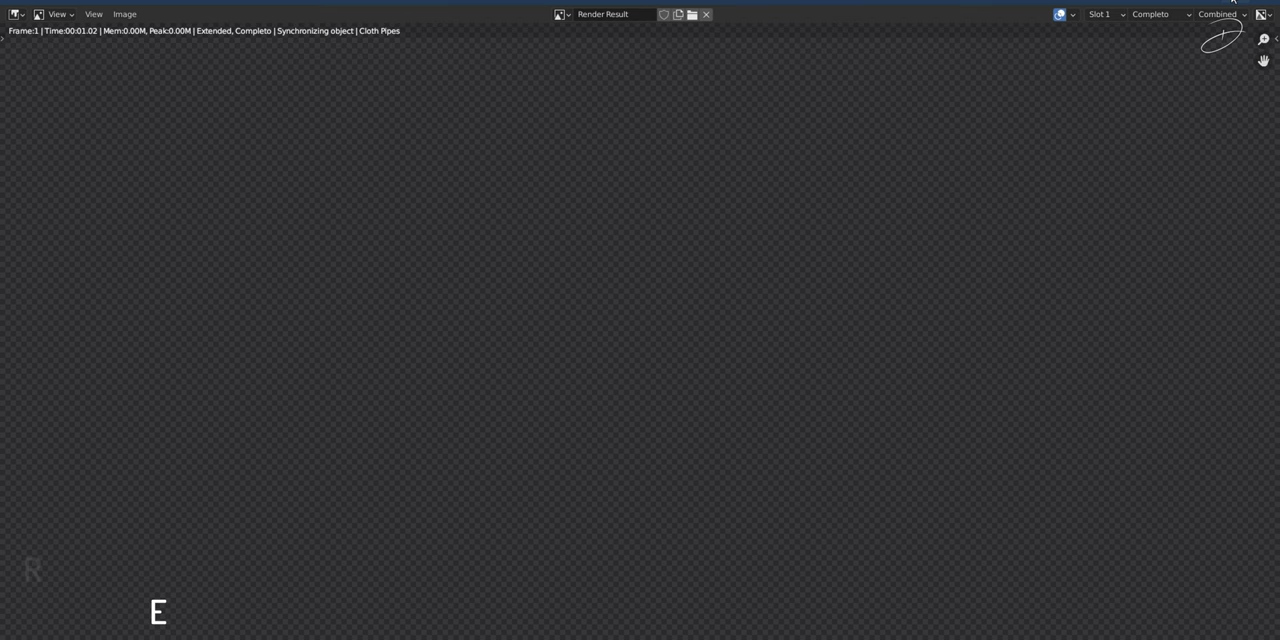 View View Image Render Result Slot 1 Completo Combined
Frame:1 | Time:00:01.02 | Mem:0.00M, Peak:0.00M | Extended, Completo | Synchronizing object | Cloth Pipes
R
E